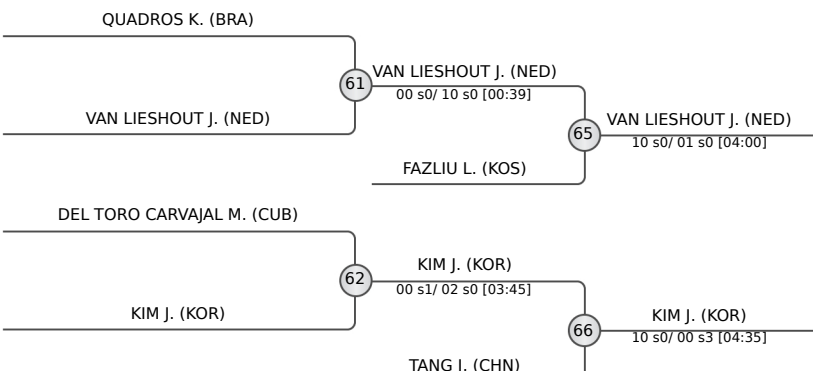 QUADROS K. (BRA)
61
VAN LIESHOUT J. (NED)
00 s0/ 10 s0 [00:39]
VAN LIESHOUT J. (NED)
65
VAN LIESHOUT J. (NED)
10 s0/ 01 s0 [04:00]
FAZLIU L. (KOS)
DEL TORO CARVAJAL M. (CUB)
62
KIM J. (KOR)
00 s1/ 02 s0 [03:45]
KIM J. (KOR)
66
KIM J. (KOR)
10 s0/ 00 s3 [04:35]
TANG J. (CHN)